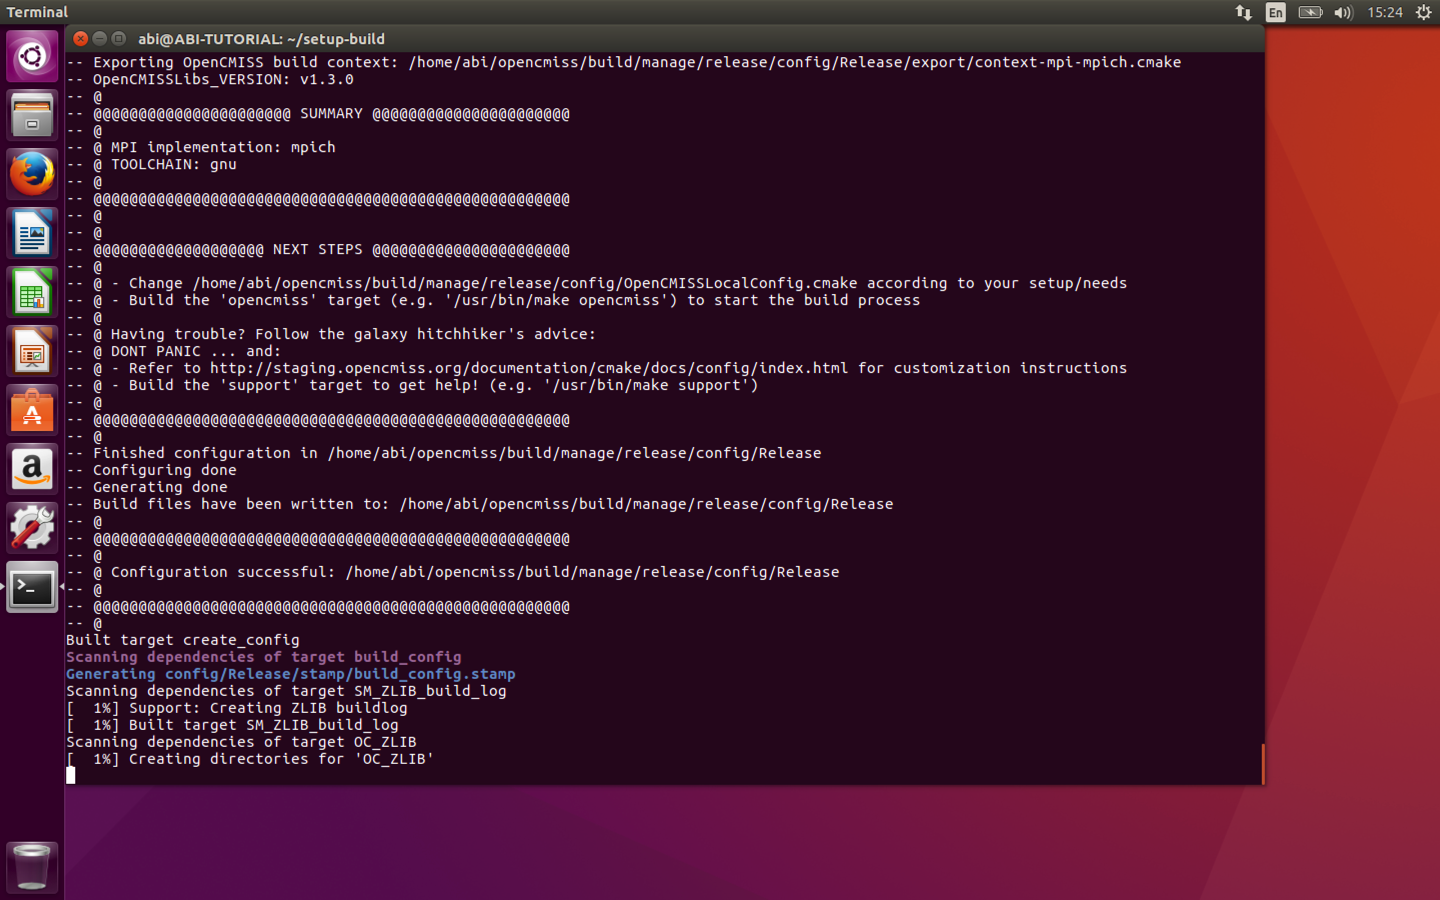 Terminal
En
15:24
abi@ABI-TUTORIAL: ~/setup-build
-- Exporting OpenCMISS build context: /home/abi/opencmiss/build/manage/release/config/Release/export/context-mpi-mpich.cmake
-- OpenCMISSLibs_VERSION: v1.3.0
-- @
-- @@@@@@@@@@@@@@@@@@@@@@ SUMMARY @@@@@@@@@@@@@@@@@@@@@@
-- @
-- @ MPI implementation: mpich
-- @ TOOLCHAIN: gnu
-- @
-- @@@@@@@@@@@@@@@@@@@@@@@@@@@@@@@@@@@@@@@@@@@@@@@@@@@@@
-- @
-- @
-- @@@@@@@@@@@@@@@@@@@ NEXT STEPS @@@@@@@@@@@@@@@@@@@@@@
-- @
-- @ - Change /home/abi/opencmiss/build/manage/release/config/OpenCMISSLocalConfig.cmake according to your setup/needs
-- @ - Build the 'opencmiss' target (e.g. '/usr/bin/make opencmiss') to start the build process
-- @
-- @ Having trouble? Follow the galaxy hitchhiker's advice:
-- @ DONT PANIC ... and:
-- @ - Refer to http://staging.opencmiss.org/documentation/cmake/docs/config/index.html for customization instructions
-- @ - Build the 'support' target to get help! (e.g. '/usr/bin/make support')
-- @
-- @@@@@@@@@@@@@@@@@@@@@@@@@@@@@@@@@@@@@@@@@@@@@@@@@@@@@
-- @
-- Finished configuration in /home/abi/opencmiss/build/manage/release/config/Release
-- Configuring done
-- Generating done
-- Build files have been written to: /home/abi/opencmiss/build/manage/release/config/Release
-- @
-- @@@@@@@@@@@@@@@@@@@@@@@@@@@@@@@@@@@@@@@@@@@@@@@@@@@@@
-- @
-- @ Configuration successful: /home/abi/opencmiss/build/manage/release/config/Release
-- @
-- @@@@@@@@@@@@@@@@@@@@@@@@@@@@@@@@@@@@@@@@@@@@@@@@@@@@@
-- @
Built target create_config
Scanning dependencies of target build_config
Generating config/Release/stamp/build_config.stamp
Scanning dependencies of target SM_ZLIB_build_log
[  1%] Support: Creating ZLIB buildlog
[  1%] Built target SM_ZLIB_build_log
Scanning dependencies of target OC_ZLIB
[  1%] Creating directories for 'OC_ZLIB'